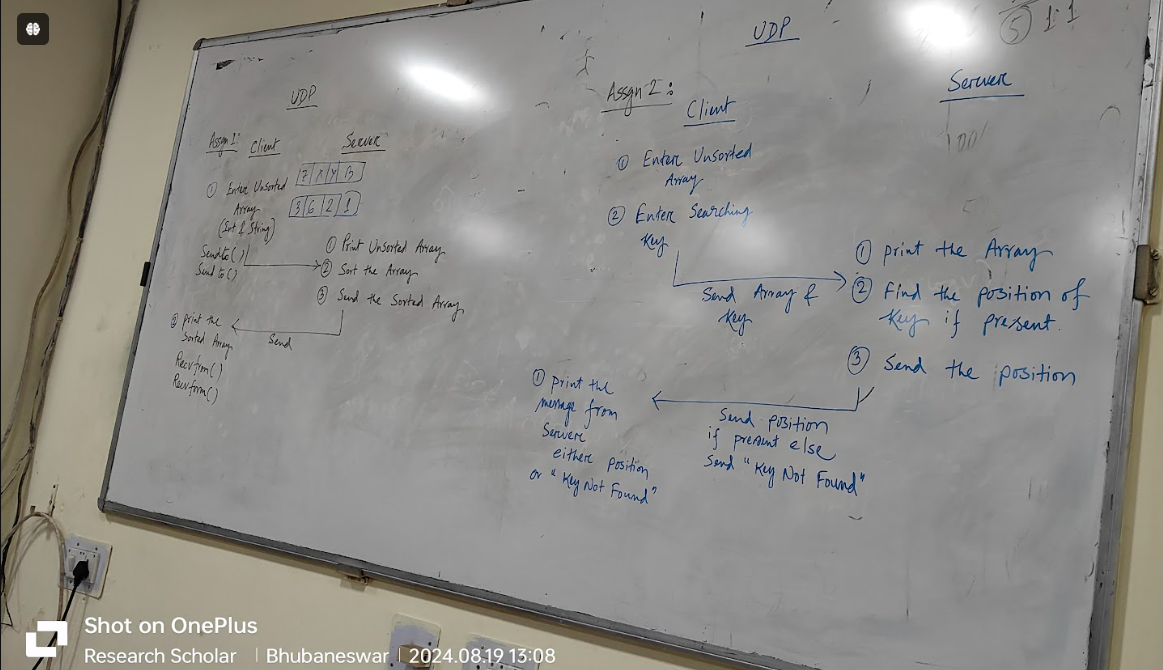 UDP
Assgn 1:
Client
Server
3 6 2 1
① Enter Unsorted
Array
(Int & String)
Sendto()
Sendto()
① Print Unsorted Array
② Sort the Array
③ Send the Sorted Array
Send
① print the
Sorted Array
Recvfrom()
Recvfrom()
UDP
⑤ 1:1
Assgn 2:
Client
Server
① Enter Unsorted
Array
② Enter Searching
Key
Send Array &
Key
① print the Array
② Find the position of
Key if present.
③ Send the position
Send position
if present else
Send "Key Not Found"
① print the
message from
Server
either position
or "Key Not Found"
Shot on OnePlus
Research Scholar | Bhubaneswar | 2024.08.19 13:08